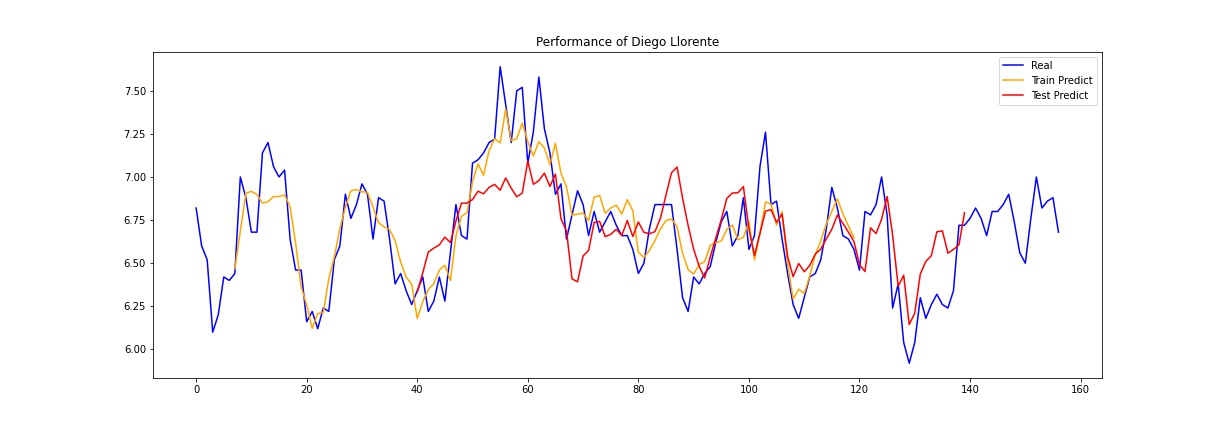 Performance of Diego Llorente
Real
Train Predict
Test Predict
7.50
7.25
7.00
6.75
6.50
6.25
6.00
0 20 40 60 80 100 120 140 160